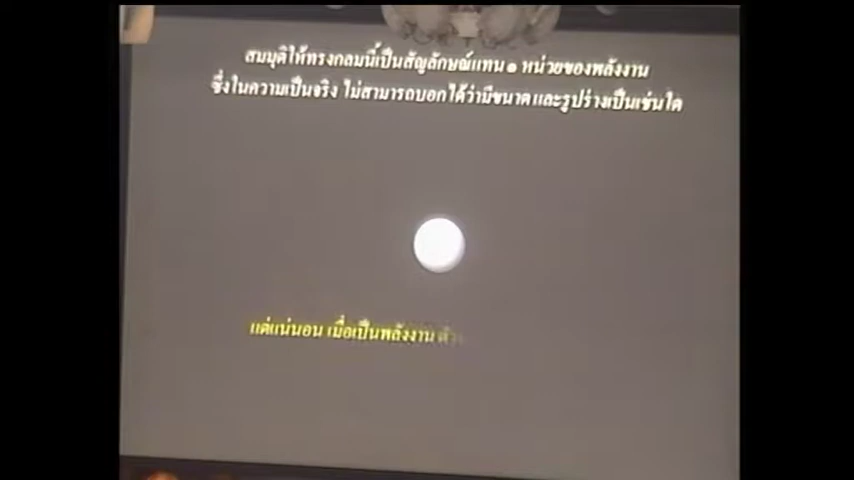 สมมุติให้ทรงกลมนี้เป็นสัญลักษณ์แทน ๑ หน่วยของพลังงาน
ซึ่งในความเป็นจริง ไม่สามารถบอกได้ว่ามีขนาดและรูปร่างเป็นเช่นใด
แต่แน่นอน เมื่อเป็นพลังงาน